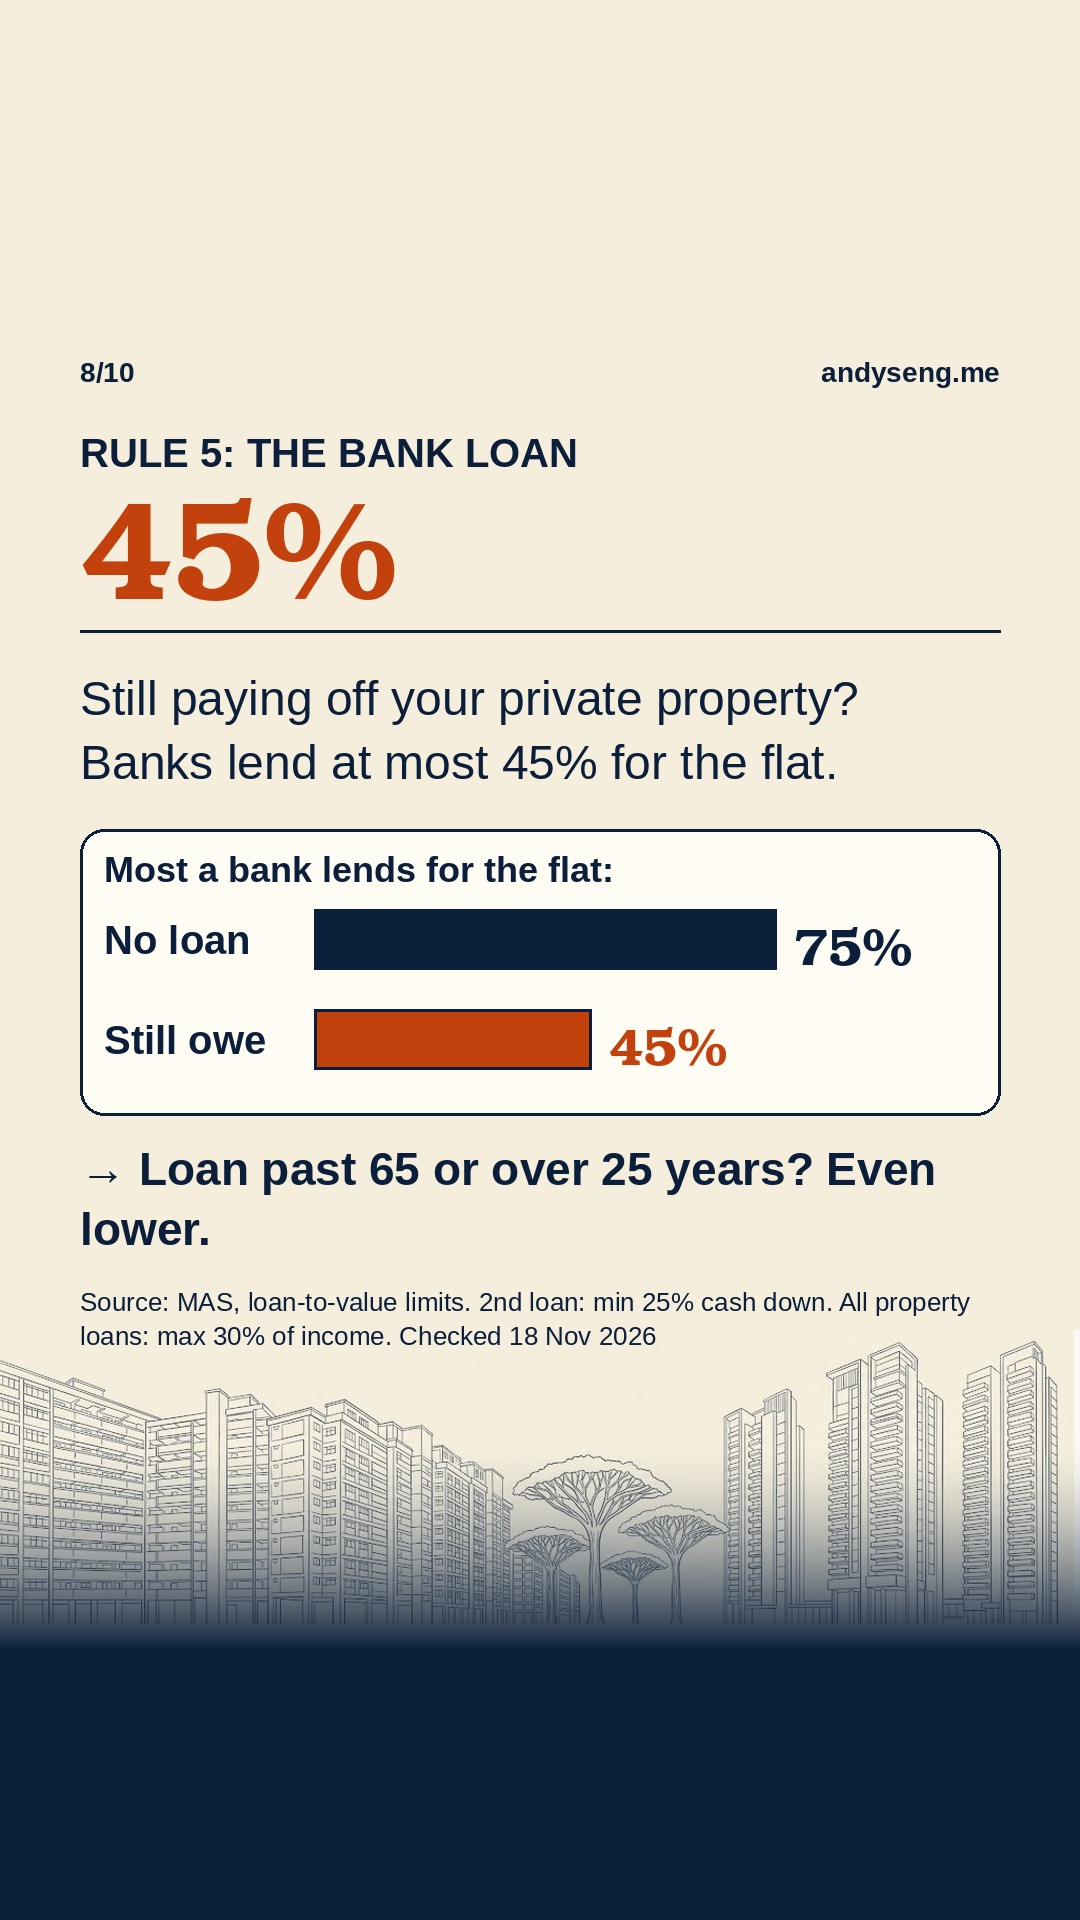 8/10
andyseng.me
RULE 5: THE BANK LOAN
45%
Still paying off your private property?
Banks lend at most 45% for the flat.
Most a bank lends for the flat:
No loan
75%
Still owe
45%
→ Loan past 65 or over 25 years? Even
lower.
Source: MAS, loan-to-value limits. 2nd loan: min 25% cash down. All property
loans: max 30% of income. Checked 18 Nov 2026